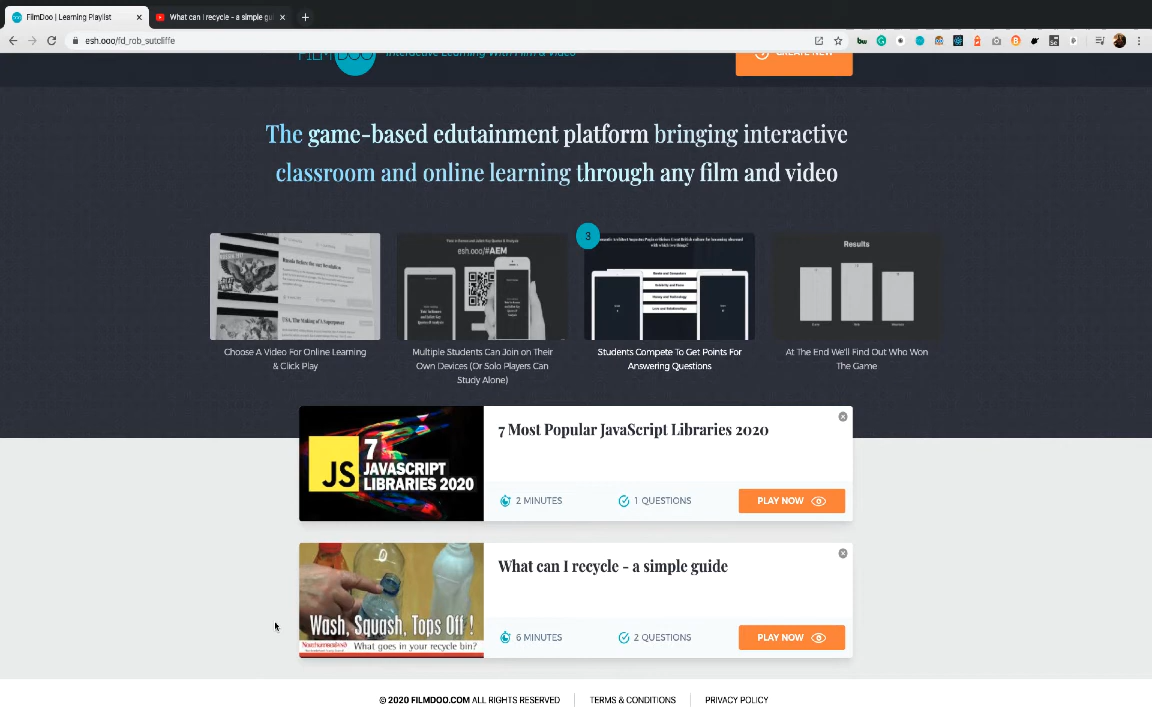 FilmDoo | Learning Playlist
What can I recycle - a simple gu
esh.ooo/fd_rob_sutcliffe
FILMDOO Interactive Learning With Film & Video
CREATE NEW
The game-based edutainment platform bringing interactive
classroom and online learning through any film and video
3
esh.ooo/#AEM
Results
Choose A Video For Online Learning
& Click Play
Multiple Students Can Join on Their
Own Devices (Or Solo Players Can
Study Alone)
Students Compete To Get Points For
Answering Questions
At The End We'll Find Out Who Won
The Game
JS
7
JAVASCRIPT
LIBRARIES 2020
7 Most Popular JavaScript Libraries 2020
2 MINUTES
1 QUESTIONS
PLAY NOW
Wash, Squash, Tops Off !
What goes in your recycle bin?
What can I recycle - a simple guide
6 MINUTES
2 QUESTIONS
PLAY NOW
© 2020 FILMDOO.COM ALL RIGHTS RESERVED
TERMS & CONDITIONS
PRIVACY POLICY